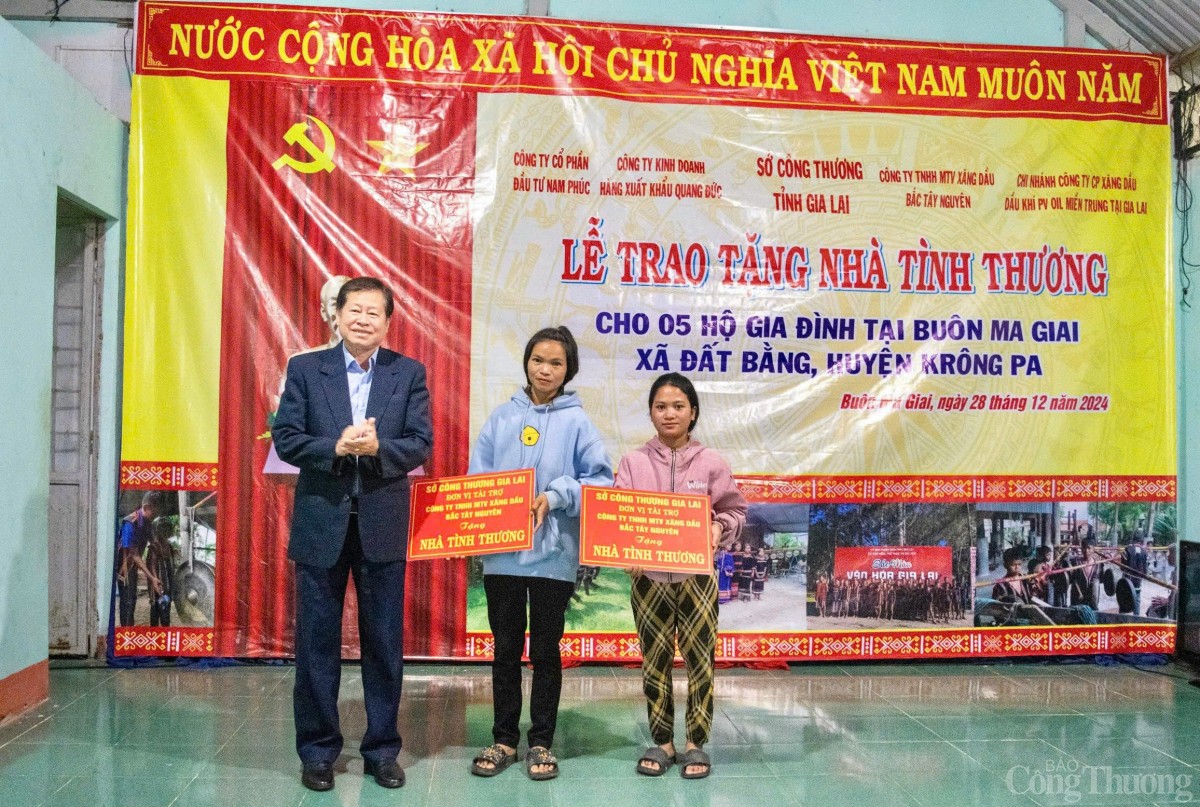 NƯỚC CỘNG HÒA XÃ HÔI CHỦ NGHĨA VIỆT NAM MUÔN NĂM
CÔNG TY CỔ PHẦN
ĐẦU TƯ NAM PHÚC
CÔNG TY KINH DOANH
HÀNG XUẤT KHẨU QUANG ĐỨC
SỞ CÔNG THƯƠNG
TỈNH GIA LAI
CÔNG TY TNHH MTV XĂNG DẦU
BẮC TÂY NGUYÊN
CHI NHÁNH CÔNG TY CP XĂNG DẦU
DẦU KHÍ PV OIL MIỀN TRUNG TẠI GIA LAI
LỄ TRAO TẶNG NHÀ TÌNH THƯƠNG
CHO 05 HỘ GIA ĐÌNH TẠI BUÔN MA GIAI
XÃ ĐẤT BẰNG, HUYỆN KRÔNG PA
Buôn ma Giai, ngày 28 tháng 12 năm 2024
SỞ CÔNG THƯƠNG GIA LAI
ĐƠN VỊ TÀI TRỢ
CÔNG TY TNHH MTV XĂNG DẦU
BẮC TÂY NGUYÊN
Tặng
NHÀ TÌNH THƯƠNG
SỞ CÔNG THƯƠNG GIA LAI
ĐƠN VỊ TÀI TRỢ
CÔNG TY TNHH MTV XĂNG DẦU
BẮC TÂY NGUYÊN
Tặng
NHÀ TÌNH THƯƠNG
VĂN HÓA GIA LAI
BÁO
Công Thương